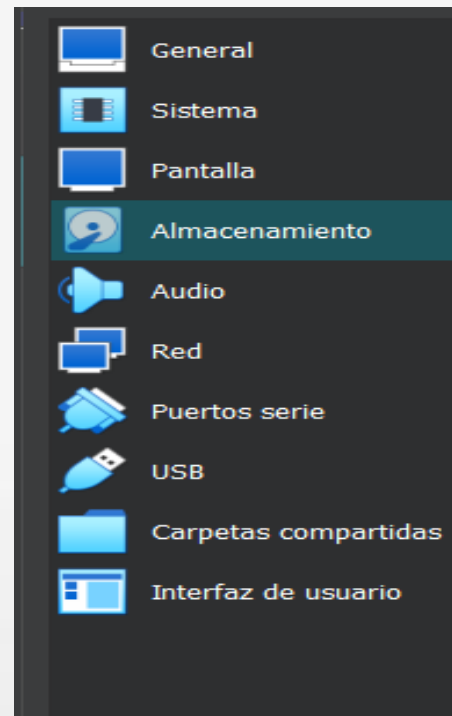 General
Sistema
Pantalla
Almacenamiento
Audio
Red
Puertos serie
USB
Carpetas compartidas
Interfaz de usuario